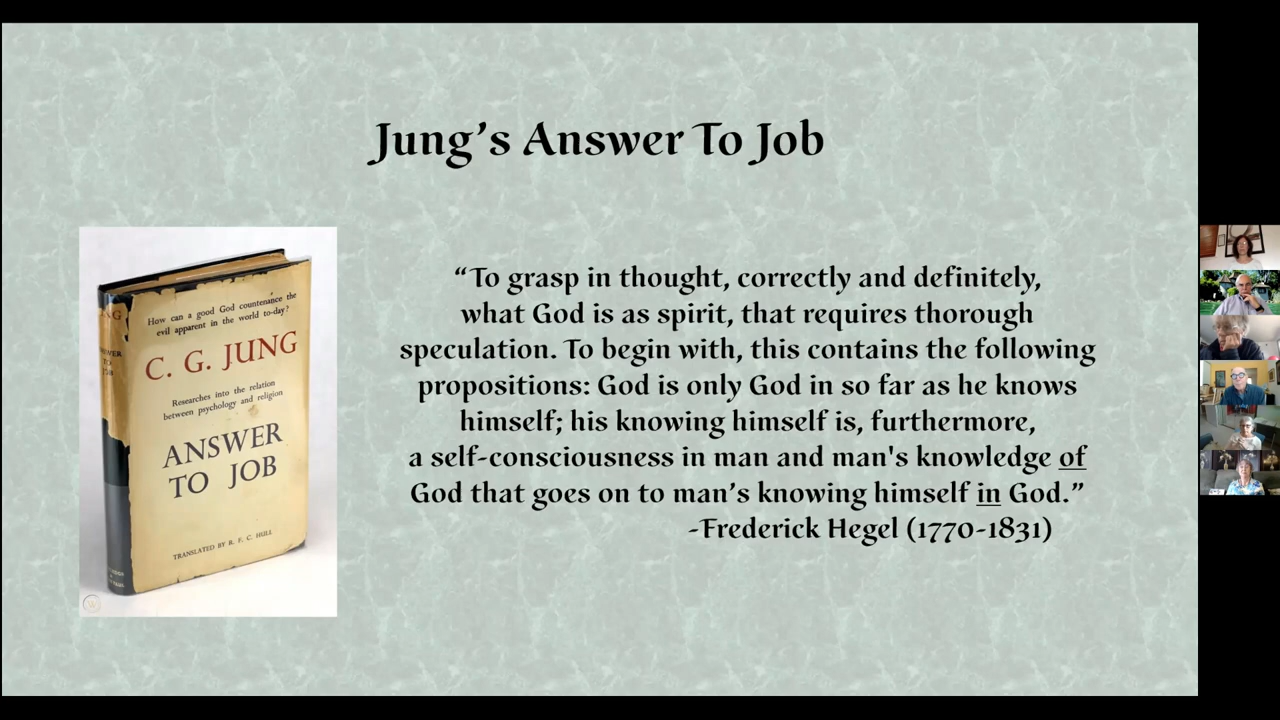 Jung's Answer To Job
How can a good God countenance the
evil apparent in the world to-day?
C. G. JUNG
Researches into the relation
between psychology and religion
ANSWER
TO JOB
TRANSLATED BY R. F. C. HULL
“To grasp in thought, correctly and definitely,
what God is as spirit, that requires thorough
speculation. To begin with, this contains the following
propositions: God is only God in so far as he knows
himself; his knowing himself is, furthermore,
a self-consciousness in man and man's knowledge of
God that goes on to man’s knowing himself in God.”
-Frederick Hegel (1770-1831)